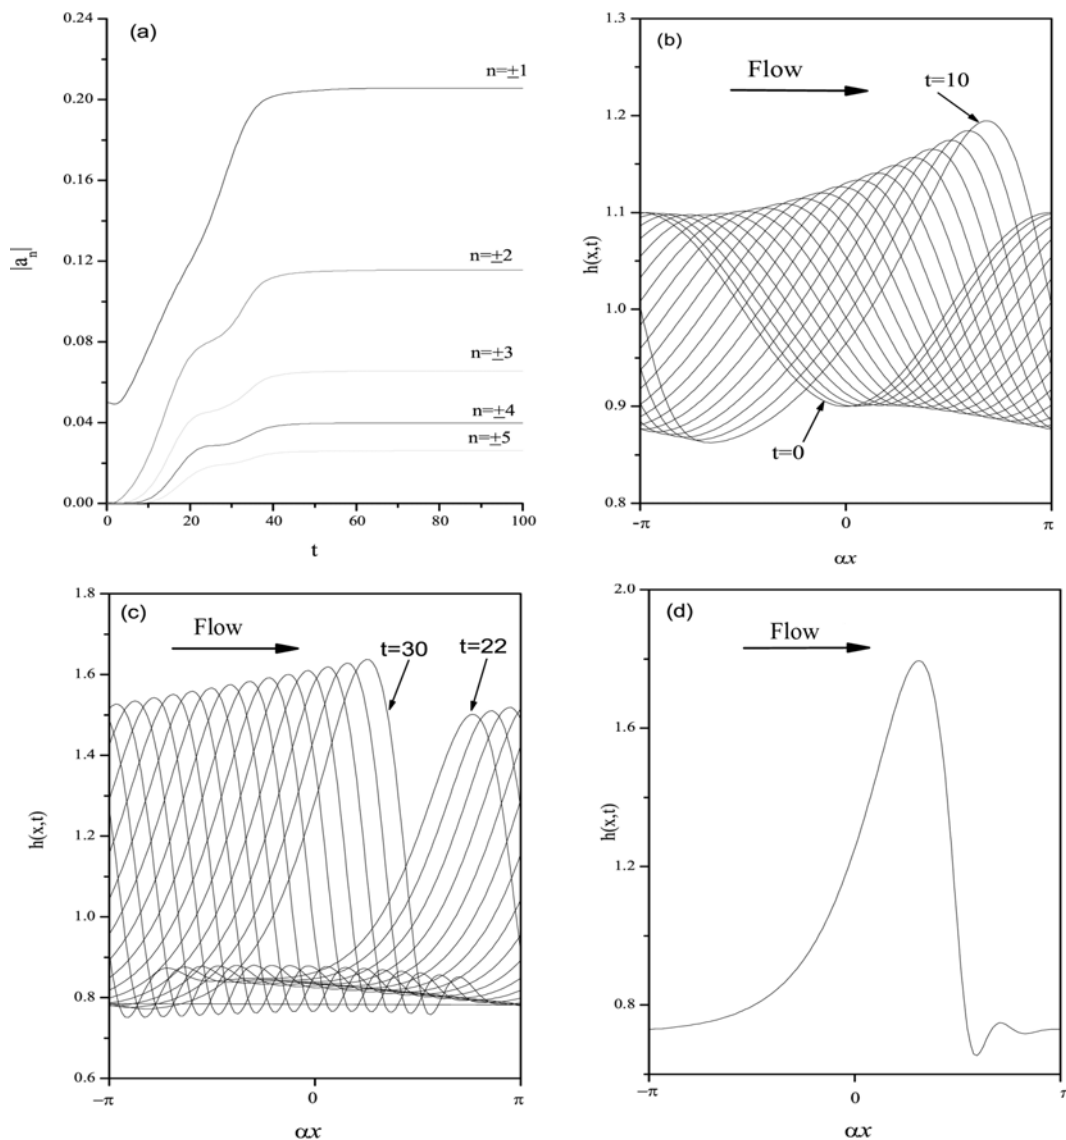 (a)
0.24
0.20
0.16
0.12
0.08
0.04
0.00
|a_n|
n=±1
n=±2
n=±3
n=±4
n=±5
0 20 40 60 80 100
t
(b)
Flow
t=10
t=0
1.3
1.2
1.1
1.0
0.9
0.8
h(x,t)
-π 0 π
αx
(c)
Flow
t=30
t=22
1.8
1.6
1.4
1.2
1.0
0.8
0.6
h(x,t)
−π 0 π
αx
(d)
Flow
2.0
1.6
1.2
0.8
h(x,t)
−π 0
αx